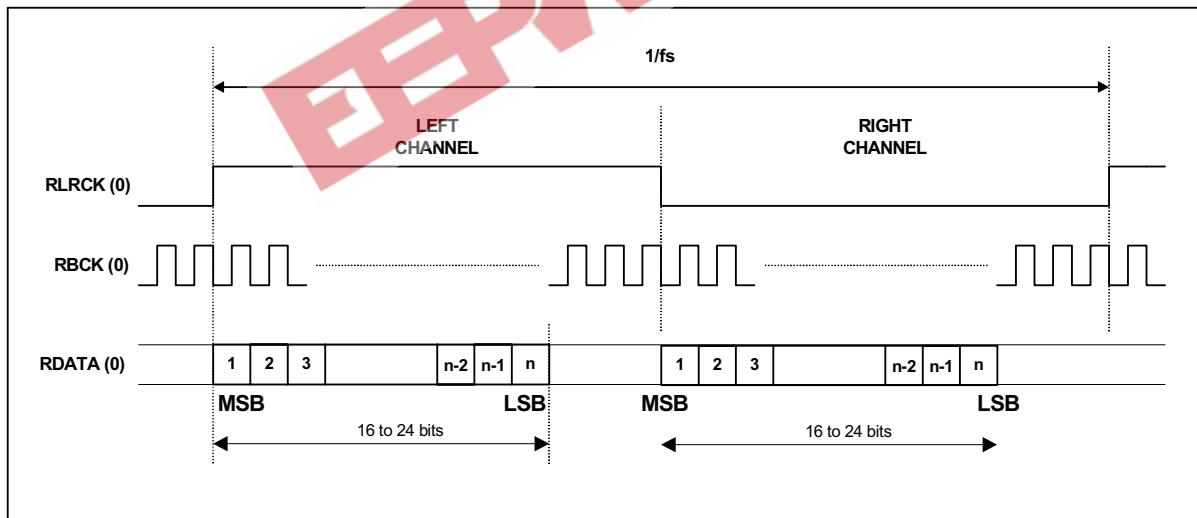 1/fs
LEFT
CHANNEL
RIGHT
CHANNEL
RLRCK (0)
RBCK (0)
RDATA (0)
1 2 3 n-2 n-1 n 1 2 3 n-2 n-1 n
MSB LSB MSB LSB
16 to 24 bits 16 to 24 bits